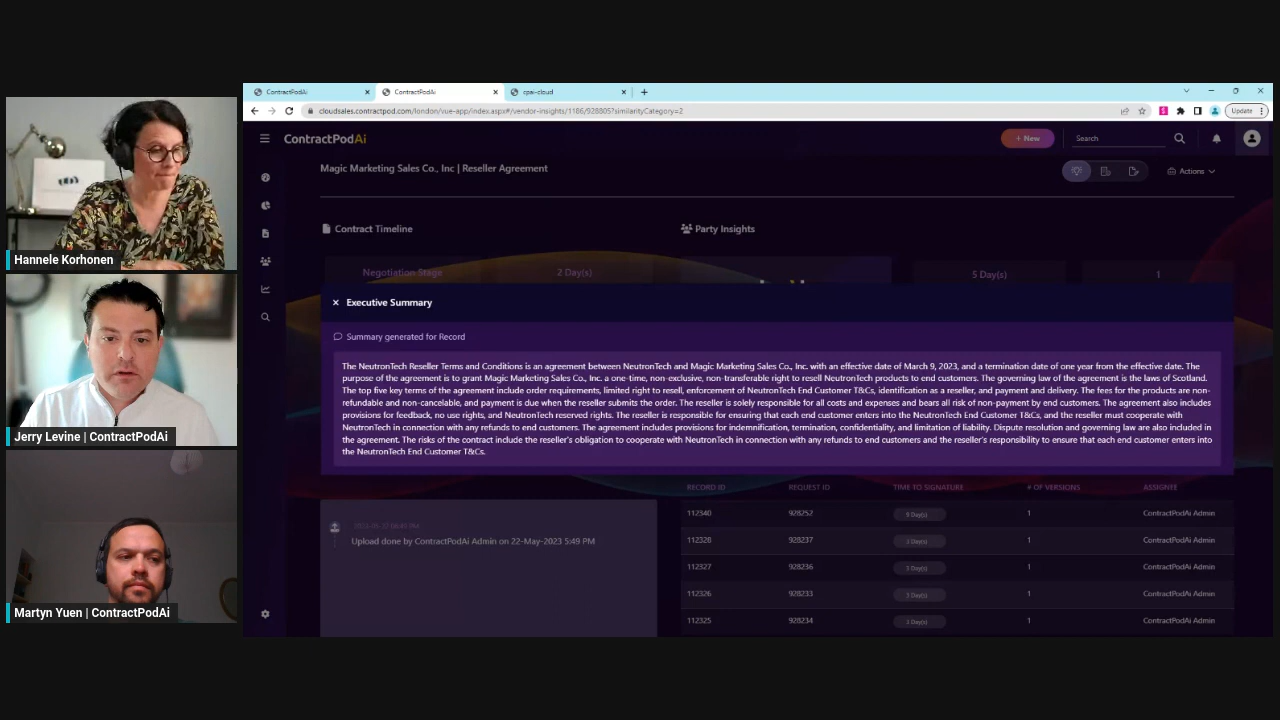 ContractPodAi
ContractPodAi
cpai-cloud
cloudsales.contractpod.com/london/vue-app/index.aspx#/vendor-insights/1186/928805?similarityCategory=2
Update
ContractPodAi
+ New
Search
Magic Marketing Sales Co., Inc | Reseller Agreement
Actions
Contract Timeline
Party Insights
Negotiation Stage
2 Day(s)
5 Day(s)
1
Executive Summary
Summary generated for Record
The NeutronTech Reseller Terms and Conditions is an agreement between NeutronTech and Magic Marketing Sales Co., Inc. with an effective date of March 9, 2023, and a termination date of one year from the effective date. The
purpose of the agreement is to grant Magic Marketing Sales Co., Inc. a one-time, non-exclusive, non-transferable right to resell NeutronTech products to end customers. The governing law of the agreement is the laws of Scotland.
The top five key terms of the agreement include order requirements, limited right to resell, enforcement of NeutronTech End Customer T&Cs, identification as a reseller, and payment and delivery. The fees for the products are non-
refundable and non-cancelable, and payment is due when the reseller submits the order. The reseller is solely responsible for all costs and expenses and bears all risk of non-payment by end customers. The agreement also includes
provisions for feedback, no use rights, and NeutronTech reserved rights. The reseller is responsible for ensuring that each end customer enters into the NeutronTech End Customer T&Cs, and the reseller must cooperate with
NeutronTech in connection with any refunds to end customers. The agreement includes provisions for indemnification, termination, confidentiality, and limitation of liability. Dispute resolution and governing law are also included in
the agreement. The risks of the contract include the reseller's obligation to cooperate with NeutronTech in connection with any refunds to end customers and the reseller's responsibility to ensure that each end customer enters into
the NeutronTech End Customer T&Cs.
RECORD ID REQUEST ID TIME TO SIGNATURE # OF VERSIONS ASSIGNEE
112340 928252 9 Day(s) 1 ContractPodAi Admin
112328 928237 3 Day(s) 1 ContractPodAi Admin
112327 928236 3 Day(s) 1 ContractPodAi Admin
112326 928233 3 Day(s) 1 ContractPodAi Admin
112325 928234 3 Day(s) 1 ContractPodAi Admin
Upload done by ContractPodAi Admin on 22-May-2023 5:49 PM
Hannele Korhonen
Jerry Levine | ContractPodAi
Martyn Yuen | ContractPodAi